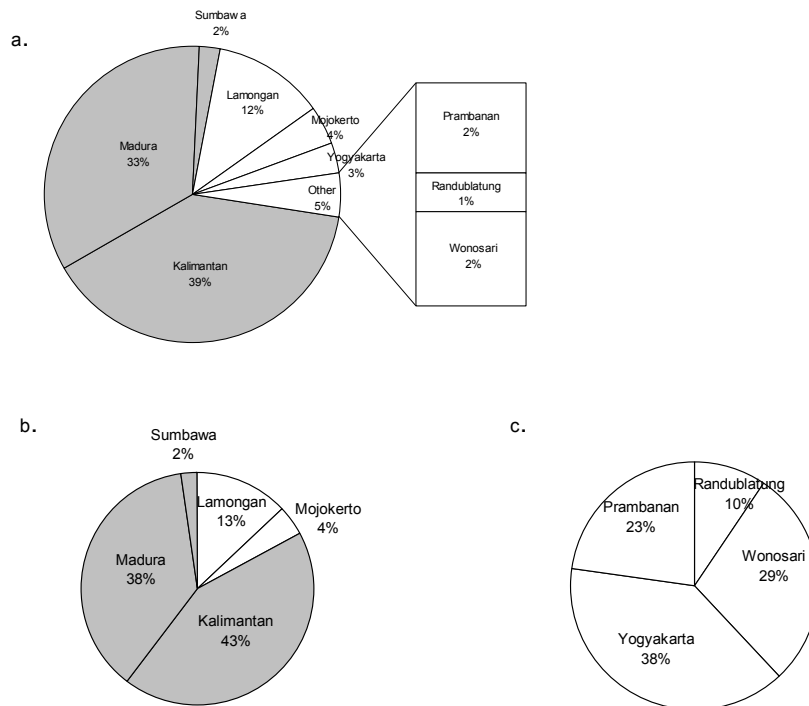 a.
Sumbawa
2%
Lamongan
12%
Mojokerto
4%
Yogyakarta
3%
Other
5%
Prambanan
2%
Randublatung
1%
Wonosari
2%
Madura
33%
Kalimantan
39%
b.
Sumbawa
2%
Lamongan
13%
Mojokerto
4%
Madura
38%
Kalimantan
43%
c.
Randublatung
10%
Prambanan
23%
Wonosari
29%
Yogyakarta
38%